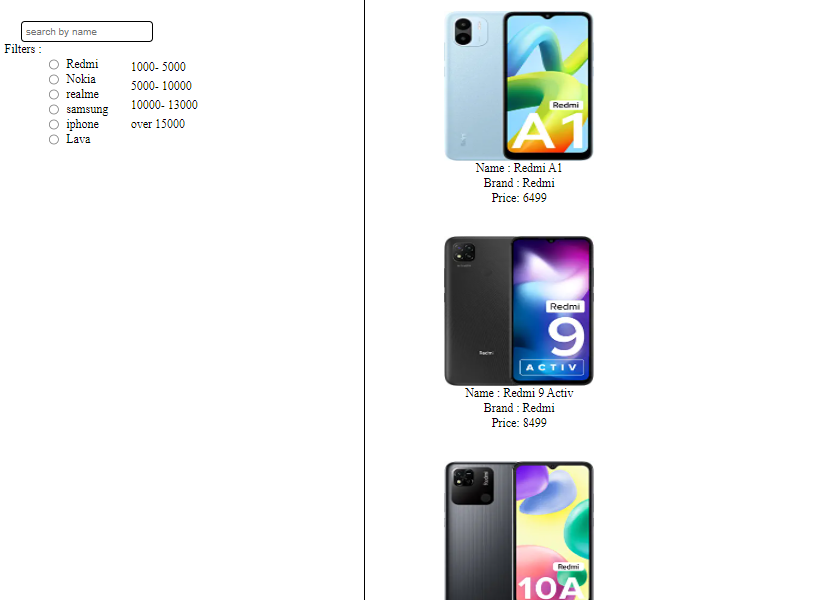 search by name
Filters :
Redmi
Nokia
realme
samsung
iphone
Lava
1000- 5000
5000- 10000
10000- 13000
over 15000
Redmi
A1
Name : Redmi A1
Brand : Redmi
Price: 6499
Redmi
Redmi
9
ACTIV
Name : Redmi 9 Activ
Brand : Redmi
Price: 8499
Redmi
Redmi
10A